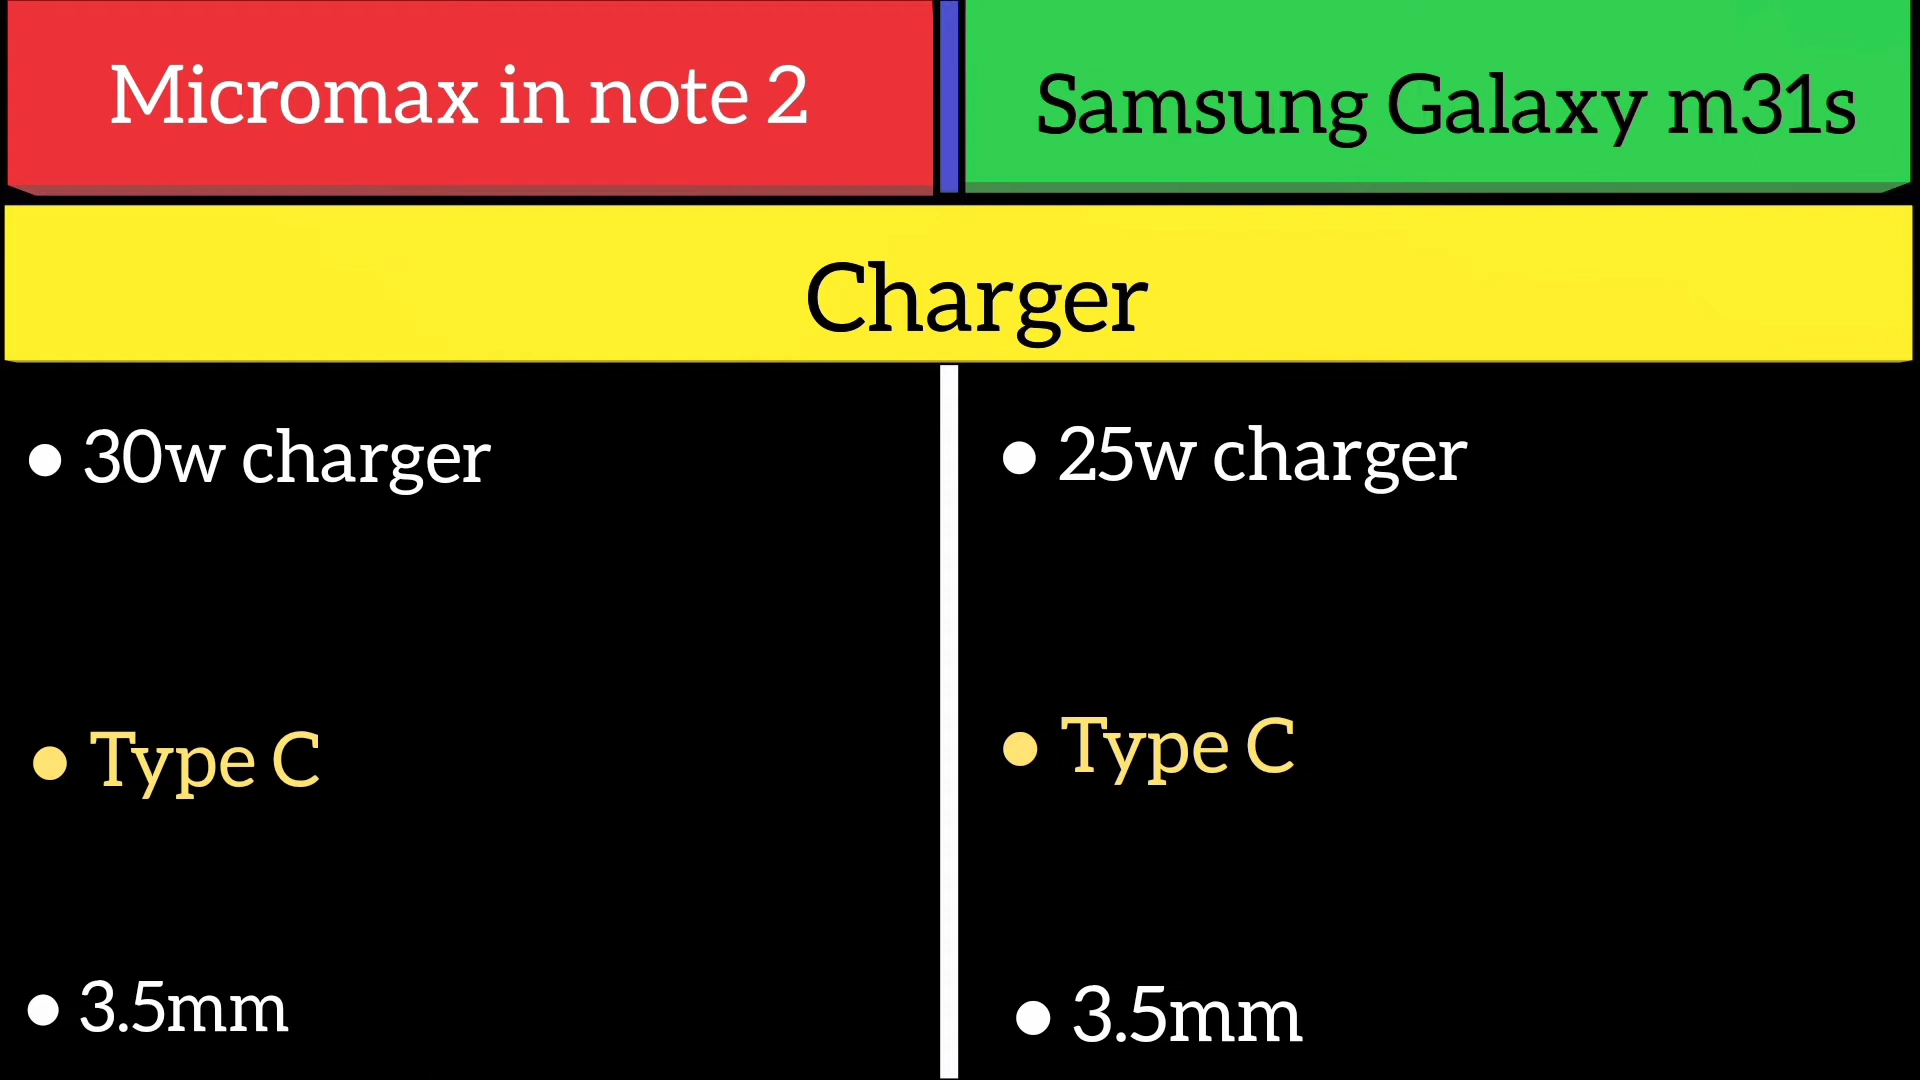 Micromax in note 2
Samsung Galaxy m31s
Charger
● 30w charger
● 25w charger
● Type C
● Type C
● 3.5mm
● 3.5mm